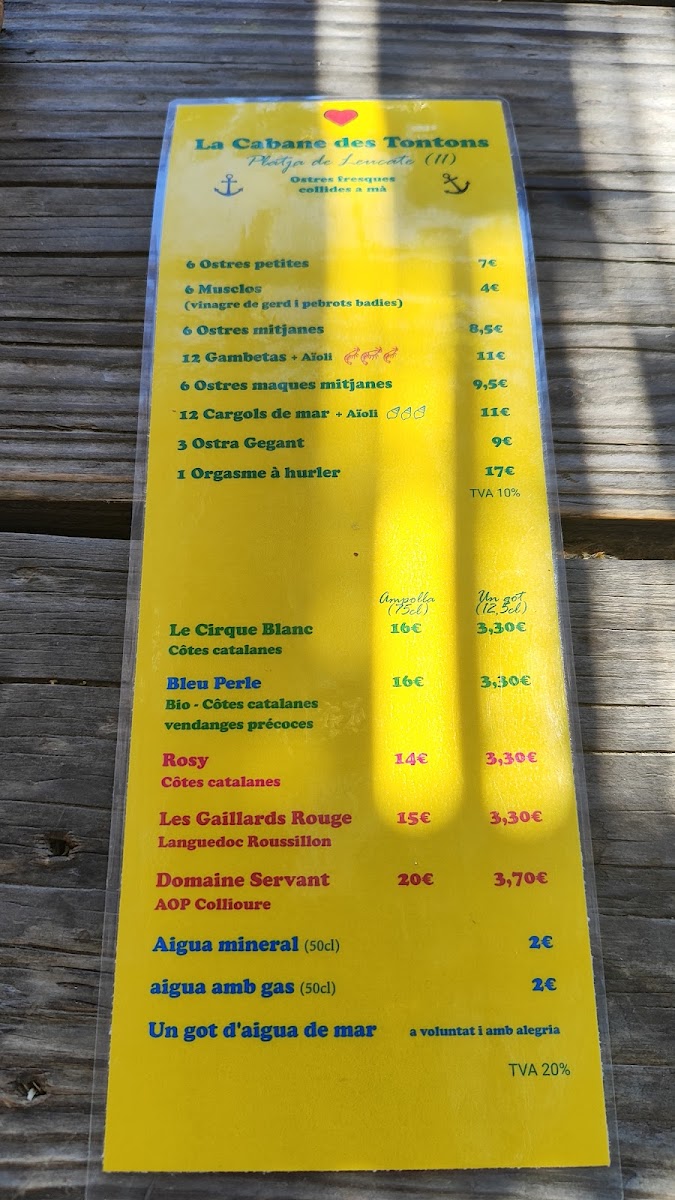 La Cabane des Tontons
Platja de Leucate (11)
Ostres fresques
collides a mà
6 Ostres petites 7€
6 Musclos 4€
(vinagre de gerd i pebrots badies)
6 Ostres mitjanes 8,5€
12 Gambetas + Aïoli 11€
6 Ostres maques mitjanes 9,5€
12 Cargols de mar + Aïoli 11€
3 Ostra Gegant 9€
1 Orgasme à hurler 17€
TVA 10%
Ampolla Un got
(75cl) (12,5cl)
Le Cirque Blanc 16€ 3,30€
Côtes catalanes
Bleu Perle 16€ 3,30€
Bio - Côtes catalanes
vendanges précoces
Rosy 14€ 3,30€
Côtes catalanes
Les Gaillards Rouge 15€ 3,30€
Languedoc Roussillon
Domaine Servant 20€ 3,70€
AOP Collioure
Aigua mineral (50cl) 2€
aigua amb gas (50cl) 2€
Un got d'aigua de mar a voluntat i amb alegria
TVA 20%